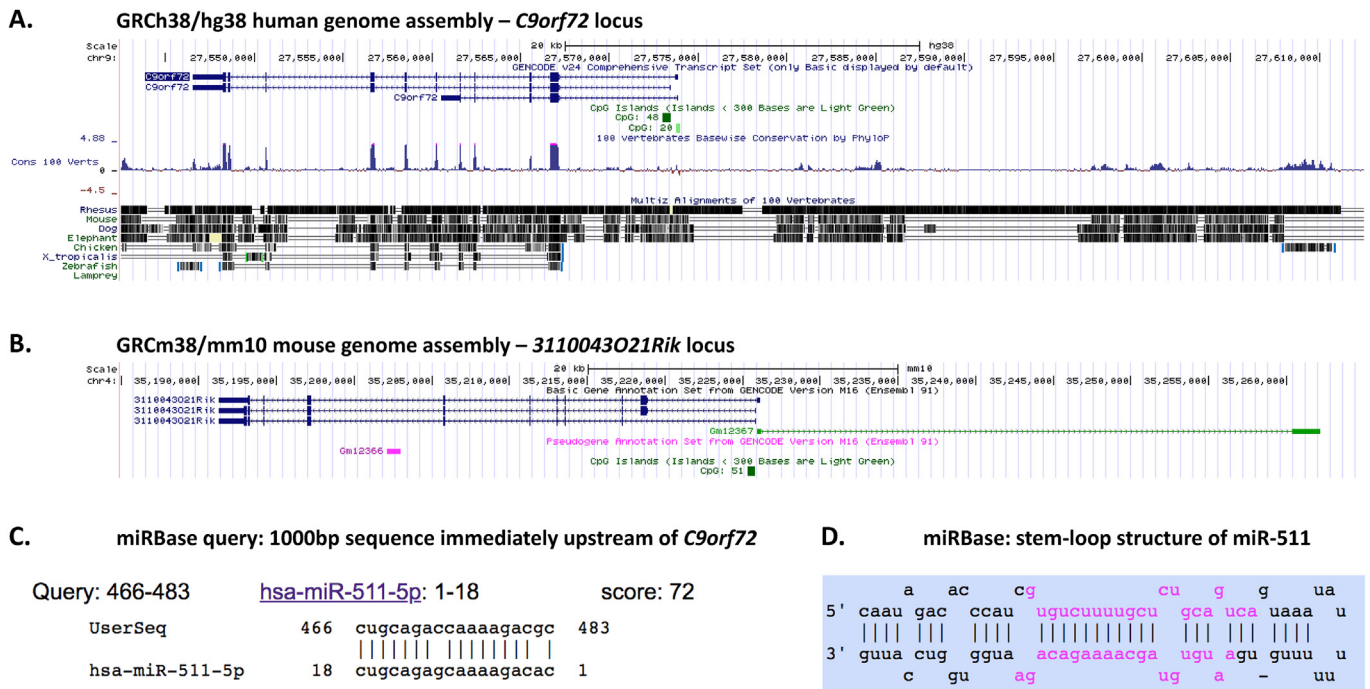 A. GRCh38/hg38 human genome assembly – C9orf72 locus
Scale 20 kb hg38
chr9: 27,550,000 27,555,000 27,560,000 27,565,000 27,570,000 27,575,000 27,580,000 27,585,000 27,590,000 27,595,000 27,600,000 27,605,000 27,610,000
GENCODE v24 Comprehensive Transcript Set (only Basic displayed by default)
C9orf72
C9orf72
C9orf72
CpG Islands (Islands < 300 Bases are Light Green)
CpG: 48
CpG: 20
100 vertebrates Basewise Conservation by PhyloP
4.88 _
Cons 100 Verts
0 -
-4.5 _
Multiz Alignments of 100 Vertebrates
Rhesus
Mouse
Dog
Elephant
Chicken
X_tropicalis
Zebrafish
Lamprey
B. GRCm38/mm10 mouse genome assembly – 3110043O21Rik locus
Scale 20 kb mm10
chr4: 35,190,000 35,195,000 35,200,000 35,205,000 35,210,000 35,215,000 35,220,000 35,225,000 35,230,000 35,235,000 35,240,000 35,245,000 35,250,000 35,255,000 35,260,000
Basic Gene Annotation Set from GENCODE Version M16 (Ensembl 91)
3110043O21Rik
3110043O21Rik
3110043O21Rik
Gm12367
Pseudogene Annotation Set from GENCODE Version M16 (Ensembl 91)
Gm12366
CpG Islands (Islands < 300 Bases are Light Green)
CpG: 51
C. miRBase query: 1000bp sequence immediately upstream of C9orf72
Query: 466-483 hsa-miR-511-5p: 1-18 score: 72
UserSeq 466 cugcagaccaaaagacgc 483
hsa-miR-511-5p 18 cugcagagcaaaagacac 1
D. miRBase: stem-loop structure of miR-511
a ac cg cu g g ua
5' caau gac ccau ugucuuuugcu gca uca uaaa u
3' guua cug ggua acagaaaacga ugu agu guuu u
c gu ag ug a - uu